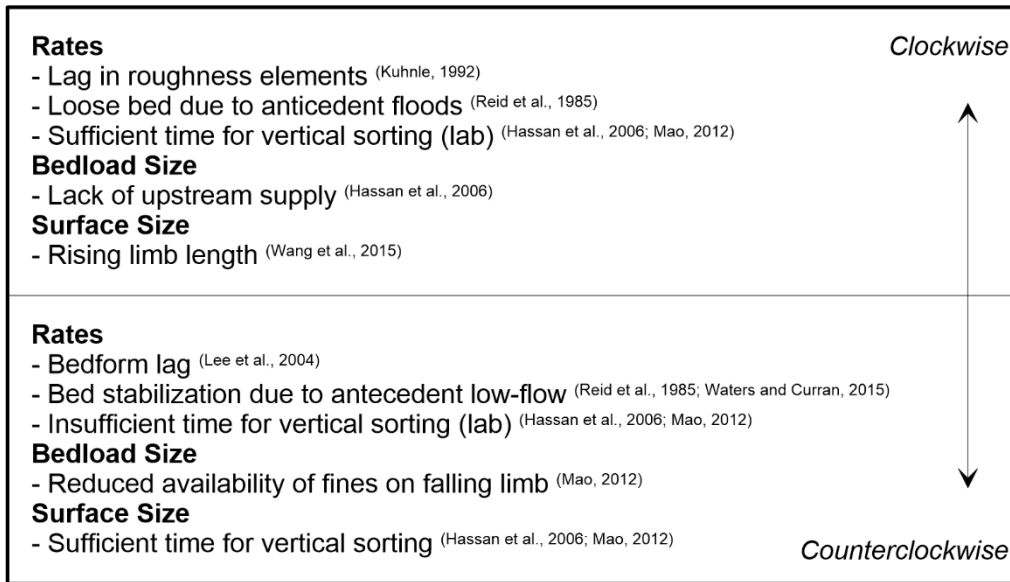 Rates
Clockwise
- Lag in roughness elements (Kuhnle, 1992)
- Loose bed due to anticedent floods (Reid et al., 1985)
- Sufficient time for vertical sorting (lab) (Hassan et al., 2006; Mao, 2012)
Bedload Size
- Lack of upstream supply (Hassan et al., 2006)
Surface Size
- Rising limb length (Wang et al., 2015)
Rates
- Bedform lag (Lee et al., 2004)
- Bed stabilization due to antecedent low-flow (Reid et al., 1985; Waters and Curran, 2015)
- Insufficient time for vertical sorting (lab) (Hassan et al., 2006; Mao, 2012)
Bedload Size
- Reduced availability of fines on falling limb (Mao, 2012)
Surface Size
- Sufficient time for vertical sorting (Hassan et al., 2006; Mao, 2012)
Counterclockwise